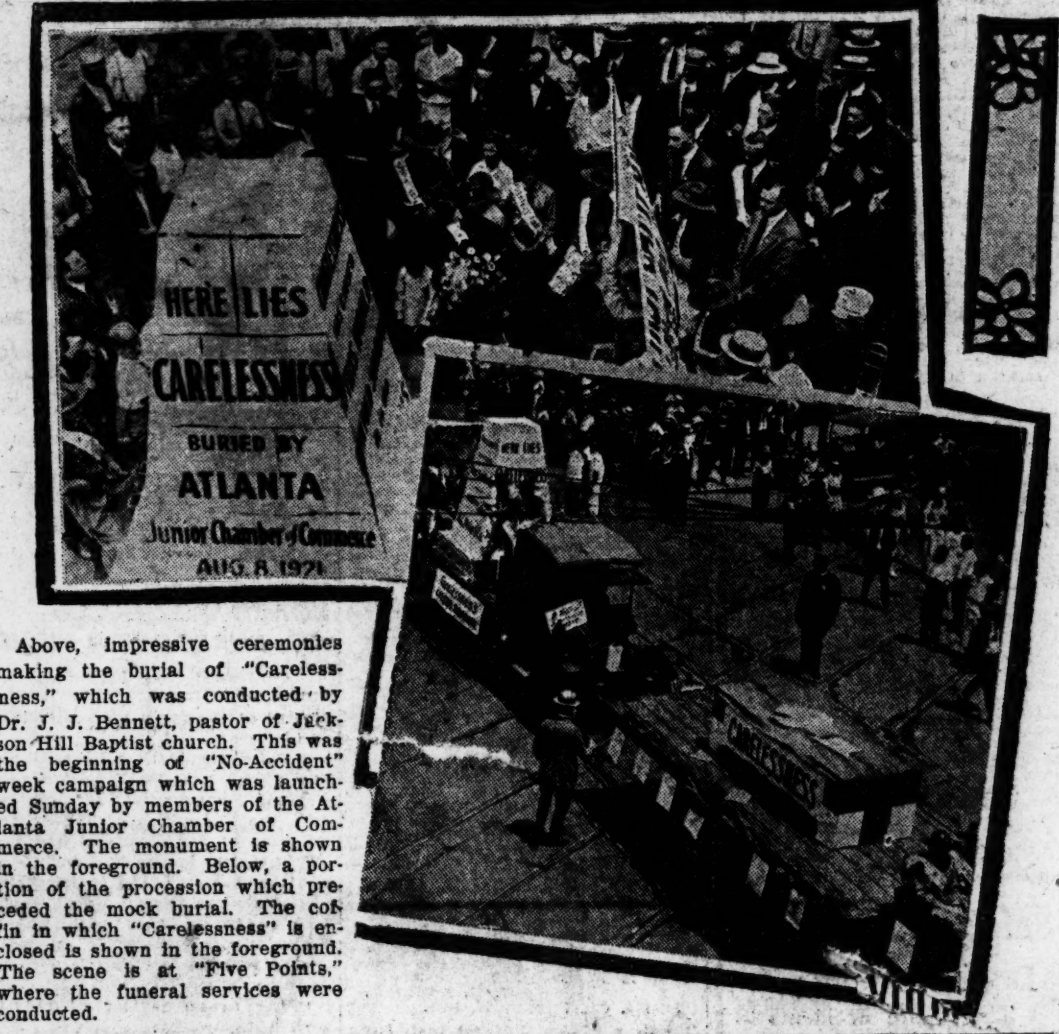 HERE LIES
CARELESSNESS
BURIED BY
ATLANTA
Junior Chamber of Commerce
AUG. 8, 1921
HERE LIES
CARELESSNESS
Above, impressive ceremonies
making the burial of "Careless-
ness," which was conducted by
Dr. J. J. Bennett, pastor of Jack-
son Hill Baptist church. This was
the beginning of "No-Accident"
week campaign which was launch-
ed Sunday by members of the At-
lanta Junior Chamber of Com-
merce. The monument is shown
in the foreground. Below, a por-
tion of the procession which pre-
ceded the mock burial. The cof-
fin in which "Carelessness" is en-
closed is shown in the foreground.
The scene is at "Five Points,"
where the funeral services were
conducted.